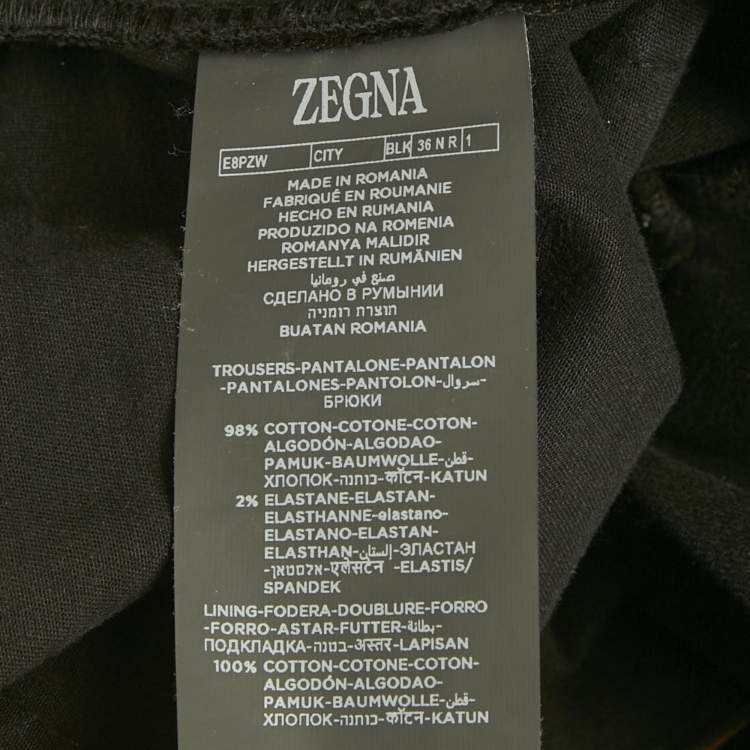 ZEGNA
E8PZW CITY BLK 36 N R 1
MADE IN ROMANIA
FABRIQUÉ EN ROUMANIE
HECHO EN RUMANIA
PRODUZIDO NA ROMENIA
ROMANYA MALIDIR
HERGESTELLT IN RUMÄNIEN
صنع في رومانيا
СДЕЛАНО В РУМЫНИИ
תוצרת רומניה
BUATAN ROMANIA
TROUSERS-PANTALONE-PANTALON
-PANTALONES-PANTOLON-سروال-
БРЮКИ
98% COTTON-COTONE-COTON-
ALGODÓN-ALGODAO-
PAMUK-BAUMWOLLE-قطن-
ХЛОПОК-כותנה-कॉटन-KATUN
2% ELASTANE-ELASTAN-
ELASTHANNE-elastano-
ELASTANO-ELASTAN-
ELASTHAN-إلستان-ЭЛАСТАН
-אלסטאן-एलेस्टेन -ELASTIS/
SPANDEK
LINING-FODERA-DOUBLURE-FORRO
-FORRO-ASTAR-FUTTER-بطانة-
ПОДКЛАДКА-בטנה-अस्तर-LAPISAN
100% COTTON-COTONE-COTON-
ALGODÓN-ALGODAO-
PAMUK-BAUMWOLLE-قطن-
ХЛОПОК-כותנה-कॉटन-KATUN